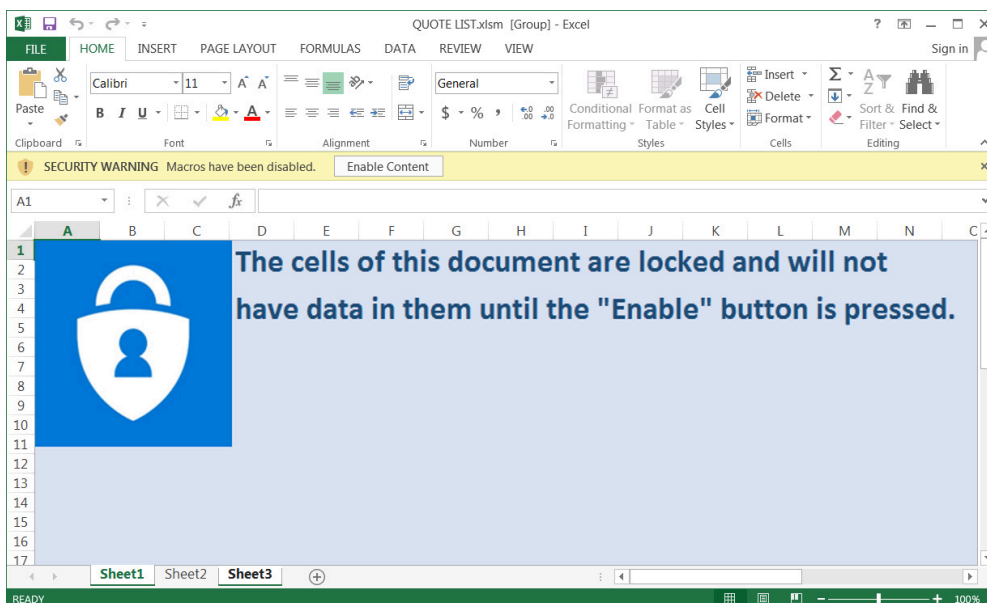 QUOTE LIST.xlsm [Group] - Excel
FILE HOME INSERT PAGE LAYOUT FORMULAS DATA REVIEW VIEW Sign in
Paste Calibri 11 A A General Conditional Format as Cell Insert Sort & Find &
B I U A $ % , .0 .00 .00 .0 Formatting Table Styles Delete Filter Select
Format
Clipboard Font Alignment Number Styles Cells Editing
SECURITY WARNING Macros have been disabled. Enable Content
A1 fx
A B C D E F G H I J K L M N C
1 The cells of this document are locked and will not
2
3
4 have data in them until the "Enable" button is pressed.
5
6
7
8
9
10
11
12
13
14
15
16
17
Sheet1 Sheet2 Sheet3
READY 100%